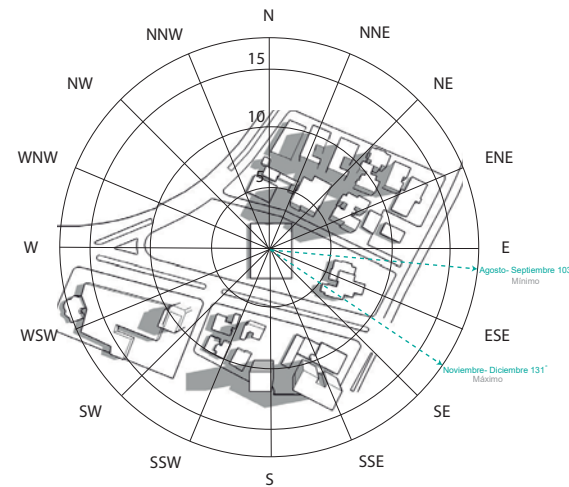 N
NNW
NNE
15
NW
NE
10
WNW
ENE
5
W
E
Agosto- Septiembre 103
Mínimo
WSW
ESE
Noviembre- Diciembre 131°
Máximo
SW
SE
SSW
SSE
S